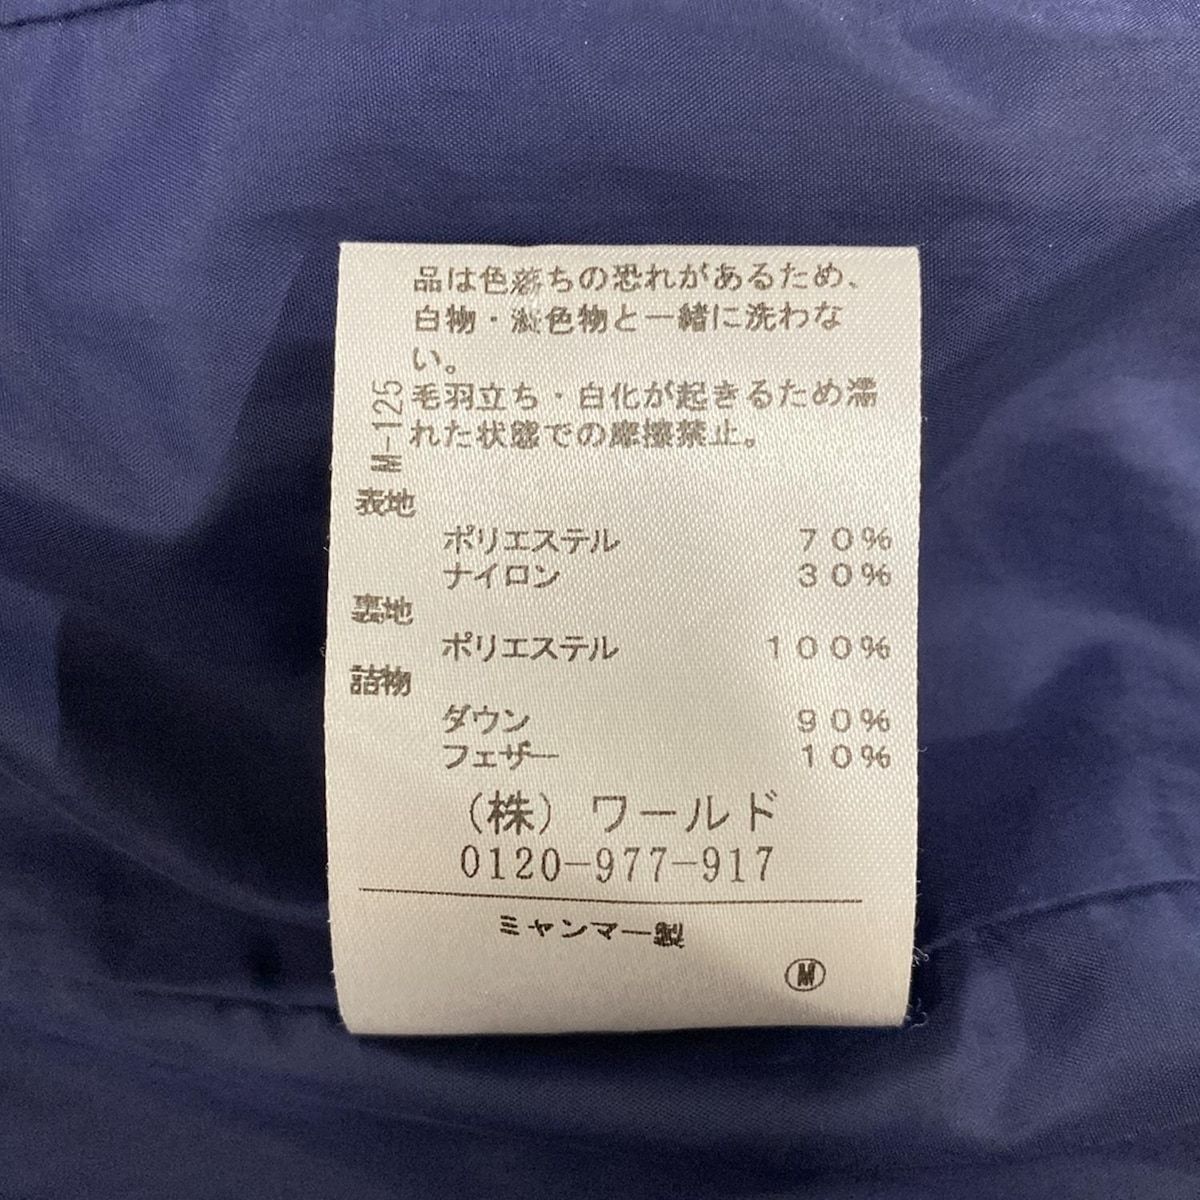 品は色落ちの恐れがあるため、
白物・淡色物と一緒に洗わな
い。
毛羽立ち・白化が起きるため濡
れた状態での摩擦禁止。
M-125
表地
ポリエステル 70%
ナイロン 30%
裏地
ポリエステル 100%
詰物
ダウン 90%
フェザー 10%
(株) ワールド
0120-977-917
ミャンマー製
M